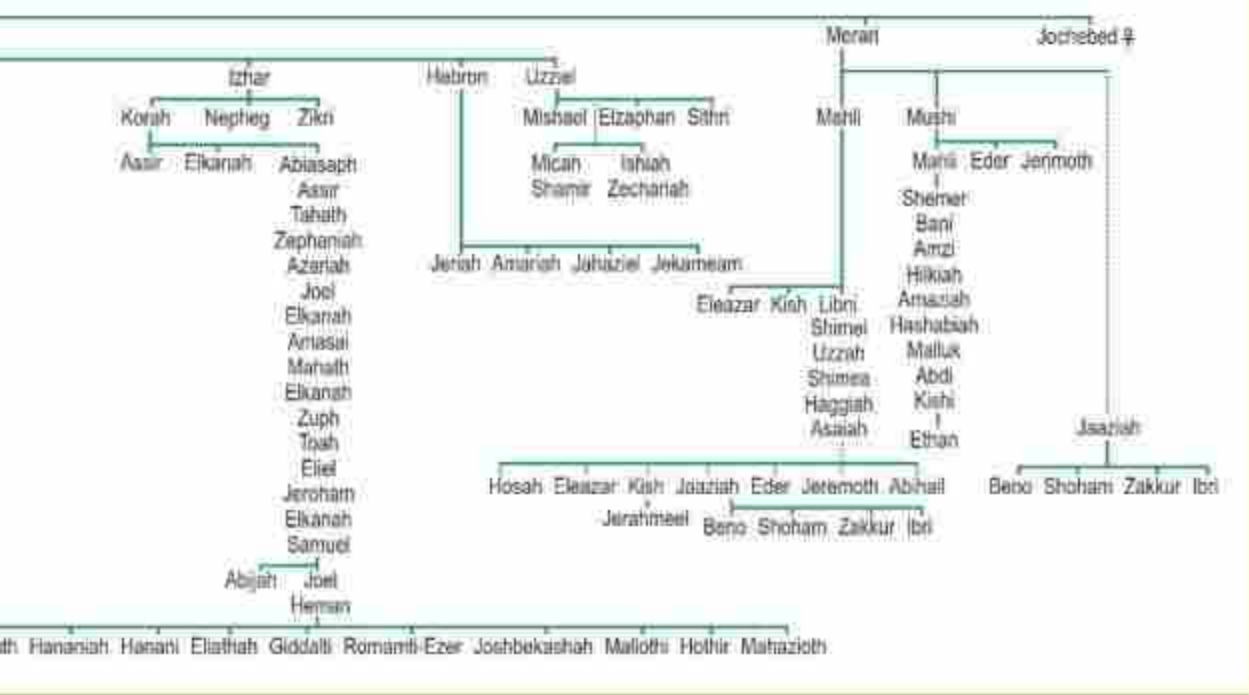 Merari Jochebed ♀
Izhar Hebron Uzziel
Korah Nepheg Zikri Mishael Elzaphan Sithri Mahli Mushi
Assir Elkanah Abiasaph Micah Ishiah Mahli Eder Jerimoth
Assir Shamir Zechariah Shemer
Tahath Bani
Zephaniah Amzi
Azariah Jeriah Amariah Jahaziel Jekameam Hilkiah
Joel Eleazar Kish Libni Amaziah
Elkanah Shimei Hashabiah
Amasai Uzzah Malluk
Mahath Shimea Abdi
Elkanah Haggiah Kishi
Zuph Asaiah Jaaziah
Toah Ethan
Eliel
Jeroham Hosah Eleazar Kish Jaaziah Eder Jeremoth Abihail Beno Shoham Zakkur Ibri
Elkanah Jerahmeel Beno Shoham Zakkur Ibri
Samuel
Abijah Joel
Heman
th Hananiah Hanani Eliathah Giddalti Romamti-Ezer Joshbekashah Mallothi Hothir Mahazioth